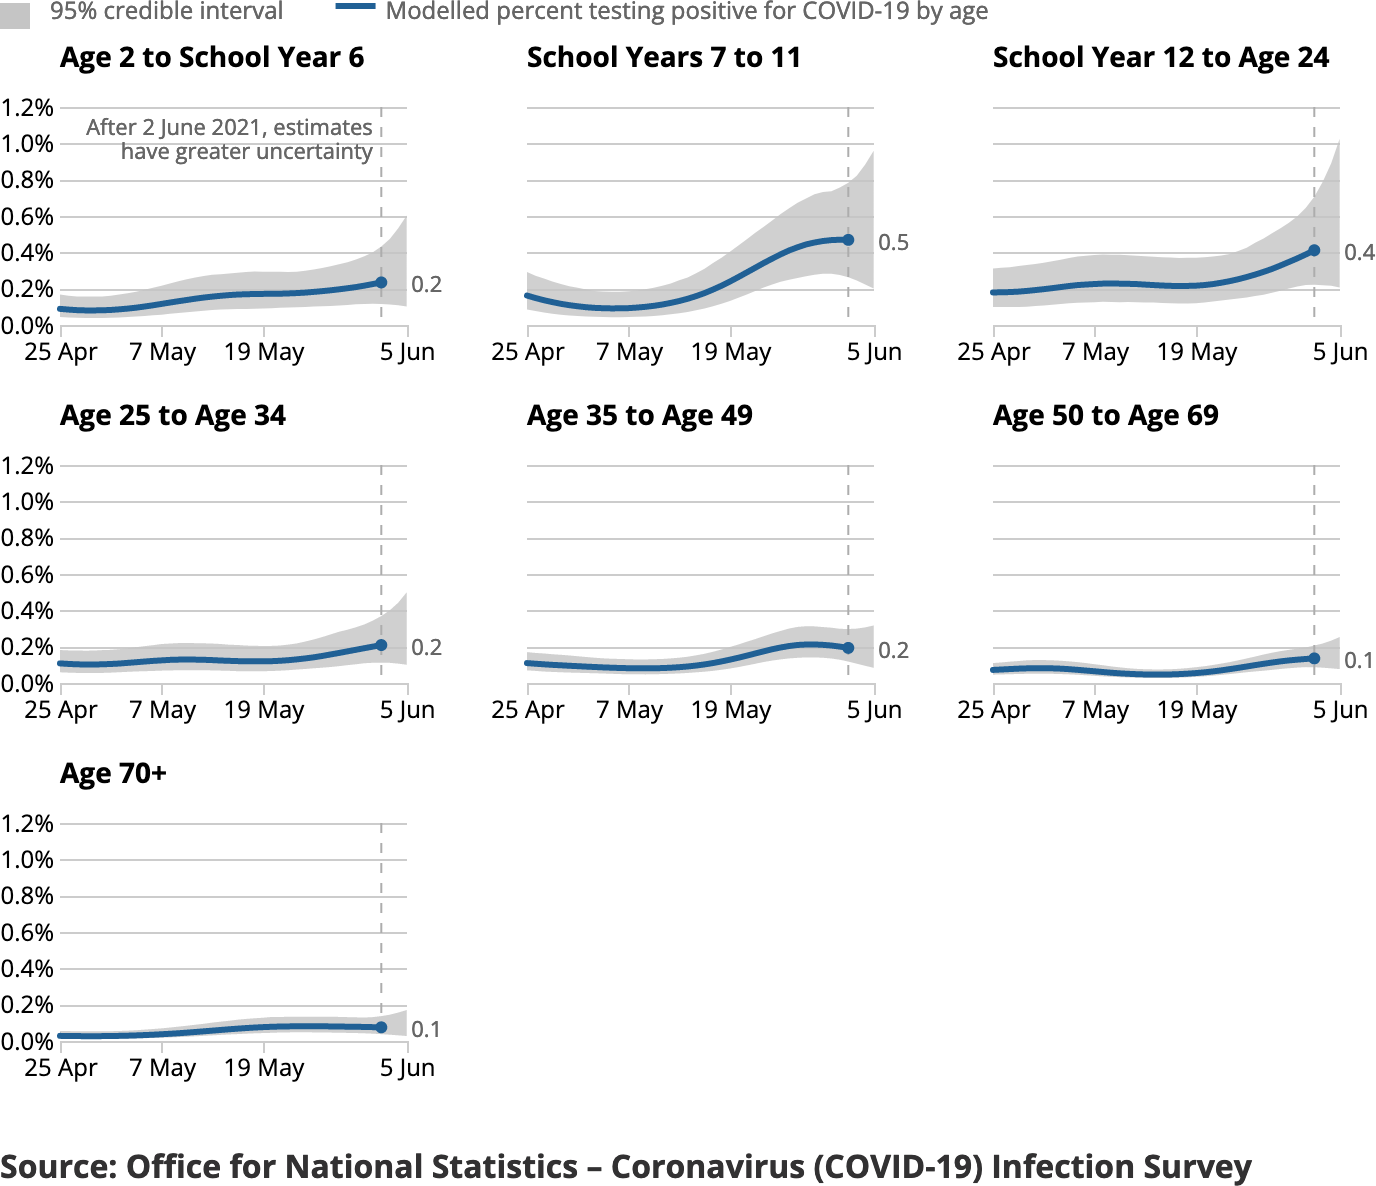 95% credible interval Modelled percent testing positive for COVID-19 by age
Age 2 to School Year 6 School Years 7 to 11 School Year 12 to Age 24
1.2%
After 2 June 2021, estimates
1.0%
have greater uncertainty
0.8%
0.6%
0.4% 0.5 0.4
0.2% 0.2
0.0%
25 Apr 7 May 19 May 5 Jun 25 Apr 7 May 19 May 5 Jun 25 Apr 7 May 19 May 5 Jun
Age 25 to Age 34 Age 35 to Age 49 Age 50 to Age 69
1.2%
1.0%
0.8%
0.6%
0.4%
0.2% 0.2 0.2 0.1
0.0%
25 Apr 7 May 19 May 5 Jun 25 Apr 7 May 19 May 5 Jun 25 Apr 7 May 19 May 5 Jun
Age 70+
1.2%
1.0%
0.8%
0.6%
0.4%
0.2%
0.1
0.0%
25 Apr 7 May 19 May 5 Jun
Source: Office for National Statistics – Coronavirus (COVID-19) Infection Survey